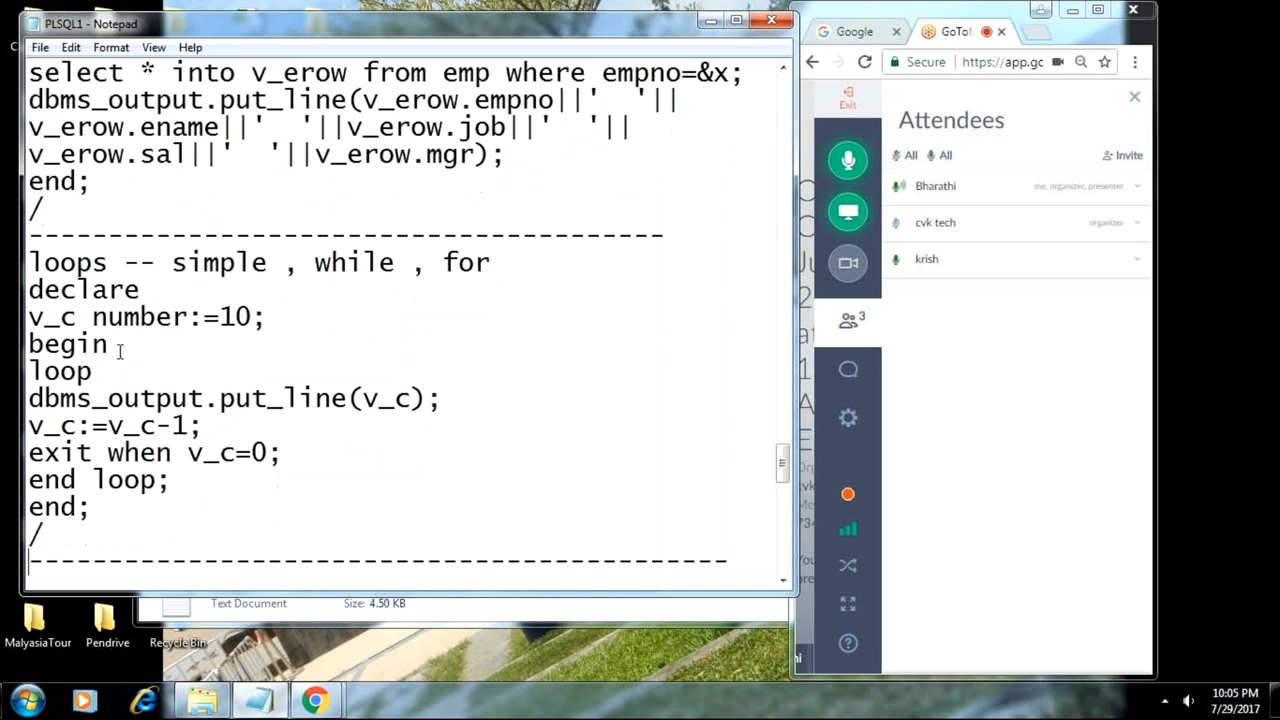 PLSQL1 - Notepad
File Edit Format View Help
select * into v_erow from emp where empno=&x;
dbms_output.put_line(v_erow.empno||'  '||
v_erow.ename||'  '||v_erow.job||'  '||
v_erow.sal||'  '||v_erow.mgr);
end;
/
----------------------------------------
loops -- simple , while , for
declare
v_c number:=10;
begin
loop
dbms_output.put_line(v_c);
v_c:=v_c-1;
exit when v_c=0;
end loop;
end;
/
--------------------------------------------
Text Document Size: 4.50 KB
MalyasiaTour Pendrive Recycle Bin
Google GoTo
Secure https://app.gc
Exit
Attendees
All All Invite
Bharathi me, organizer, presenter
cvk tech organizer
krish
3
10:05 PM
7/29/2017